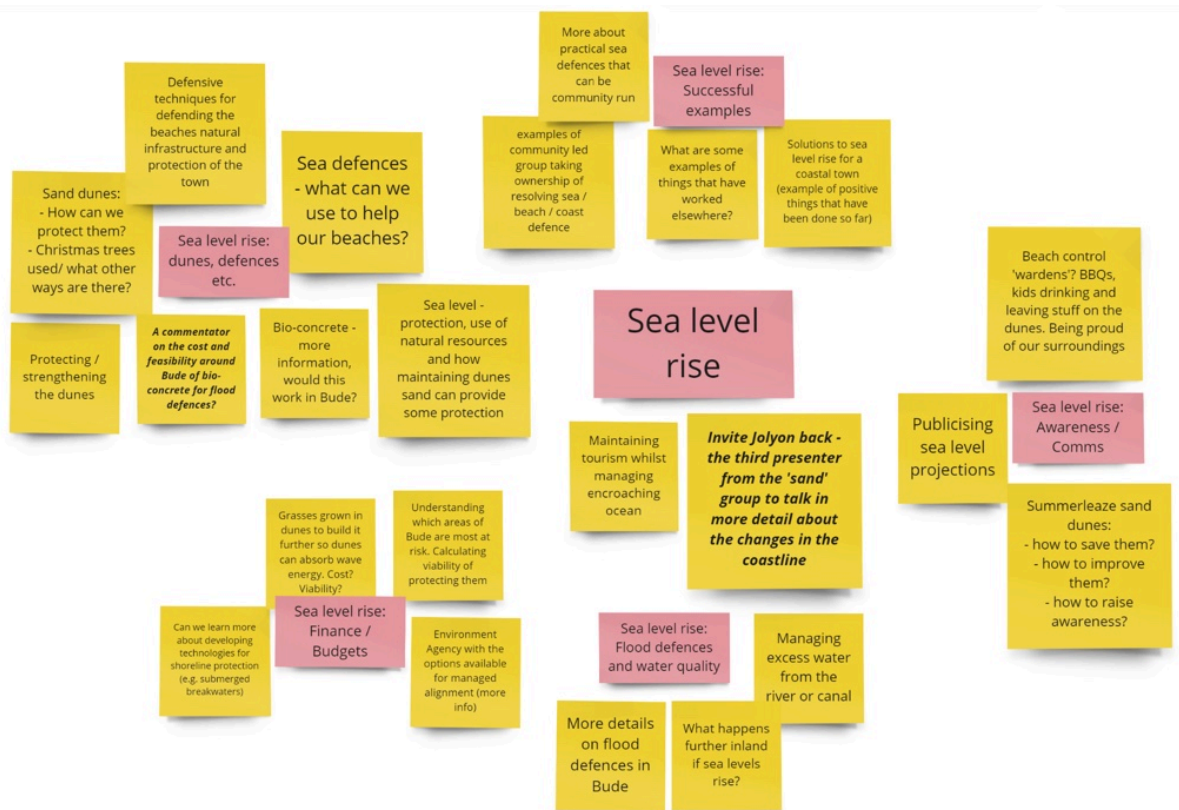 More about
practical sea
defences that
can be
community run
Sea level rise:
Successful
examples
examples of
community led
group taking
ownership of
resolving sea /
beach / coast
defence
What are some
examples of
things that have
worked
elsewhere?
Solutions to sea
level rise for a
coastal town
(example of positive
things that have
been done so far)
Defensive
techniques for
defending the
beaches natural
infrastructure and
protection of the
town
Sea defences
- what can we
use to help
our beaches?
Sand dunes:
- How can we
protect them?
- Christmas trees
used/ what other
ways are there?
Sea level rise:
dunes, defences
etc.
Protecting /
strengthening
the dunes
A commentator
on the cost and
feasibility around
Bude of bio-
concrete for flood
defences?
Bio-concrete -
more
information,
would this
work in Bude?
Sea level -
protection, use of
natural resources
and how
maintaining dunes
sand can provide
some protection
Sea level
rise
Maintaining
tourism whilst
managing
encroaching
ocean
Invite Jolyon back -
the third presenter
from the 'sand'
group to talk in
more detail about
the changes in the
coastline
Beach control
'wardens'? BBQs,
kids drinking and
leaving stuff on the
dunes. Being proud
of our surroundings
Publicising
sea level
projections
Sea level rise:
Awareness /
Comms
Summerleaze sand
dunes:
- how to save them?
- how to improve
them?
- how to raise
awareness?
Grasses grown in
dunes to build it
further so dunes
can absorb wave
energy. Cost?
Viability?
Understanding
which areas of
Bude are most at
risk. Calculating
viability of
protecting them
Can we learn more
about developing
technologies for
shoreline protection
(e.g. submerged
breakwaters)
Sea level rise:
Finance /
Budgets
Environment
Agency with the
options available
for managed
alignment (more
info)
Sea level rise:
Flood defences
and water quality
Managing
excess water
from the
river or canal
More details
on flood
defences in
Bude
What happens
further inland
if sea levels
rise?